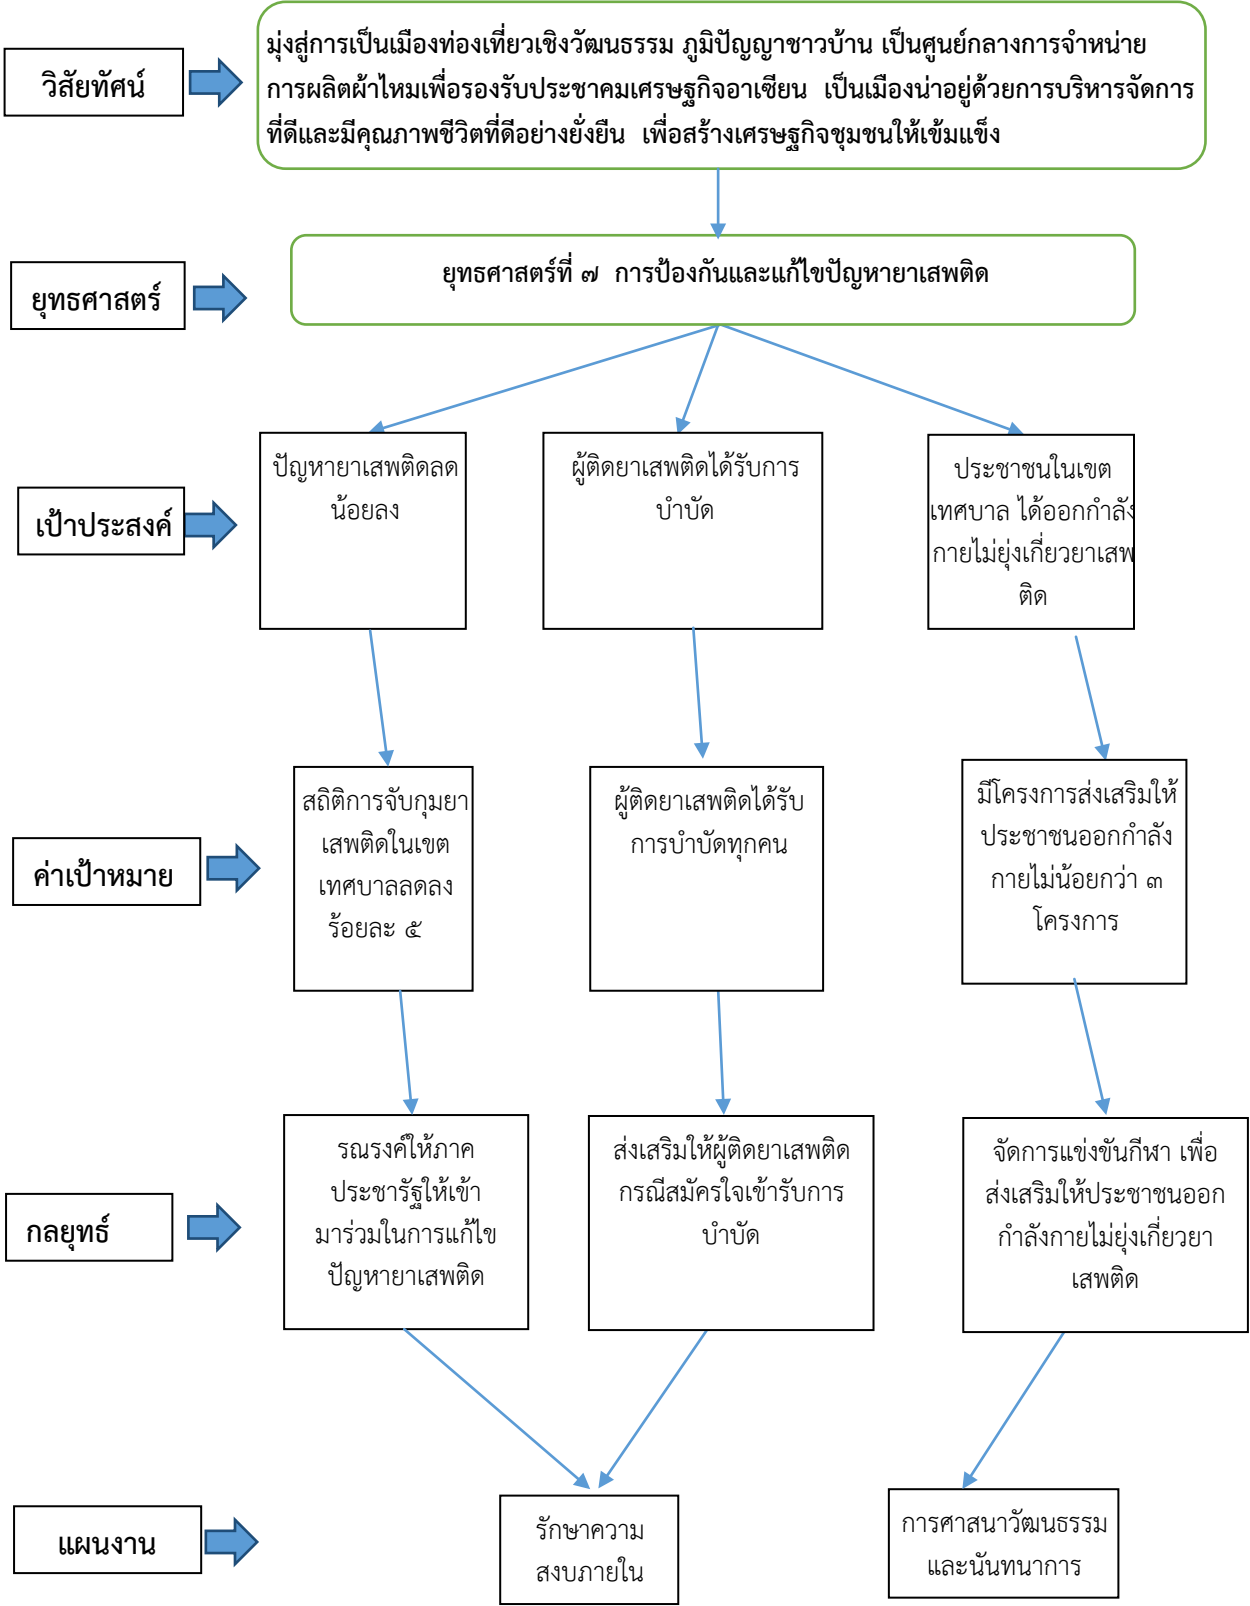 วิสัยทัศน์
มุ่งสู่การเป็นเมืองท่องเที่ยวเชิงวัฒนธรรม ภูมิปัญญาชาวบ้าน เป็นศูนย์กลางการจำหน่าย
การผลิตผ้าไหมเพื่อรองรับประชาคมเศรษฐกิจอาเซียน เป็นเมืองน่าอยู่ด้วยการบริหารจัดการ
ที่ดีและมีคุณภาพชีวิตที่ดีอย่างยั่งยืน เพื่อสร้างเศรษฐกิจชุมชนให้เข้มแข็ง
ยุทธศาสตร์
ยุทธศาสตร์ที่ ๗ การป้องกันและแก้ไขปัญหายาเสพติด
เป้าประสงค์
ปัญหายาเสพติดลด
น้อยลง
ผู้ติดยาเสพติดได้รับการ
บำบัด
ประชาชนในเขต
เทศบาล ได้ออกกำลัง
กายไม่ยุ่งเกี่ยวยาเสพ
ติด
ค่าเป้าหมาย
สถิติการจับกุมยา
เสพติดในเขต
เทศบาลลดลง
ร้อยละ ๕
ผู้ติดยาเสพติดได้รับ
การบำบัดทุกคน
มีโครงการส่งเสริมให้
ประชาชนออกกำลัง
กายไม่น้อยกว่า ๓
โครงการ
กลยุทธ์
รณรงค์ให้ภาค
ประชารัฐให้เข้า
มาร่วมในการแก้ไข
ปัญหายาเสพติด
ส่งเสริมให้ผู้ติดยาเสพติด
กรณีสมัครใจเข้ารับการ
บำบัด
จัดการแข่งขันกีฬา เพื่อ
ส่งเสริมให้ประชาชนออก
กำลังกายไม่ยุ่งเกี่ยวยา
เสพติด
แผนงาน
รักษาความ
สงบภายใน
การศาสนาวัฒนธรรม
และนันทนาการ